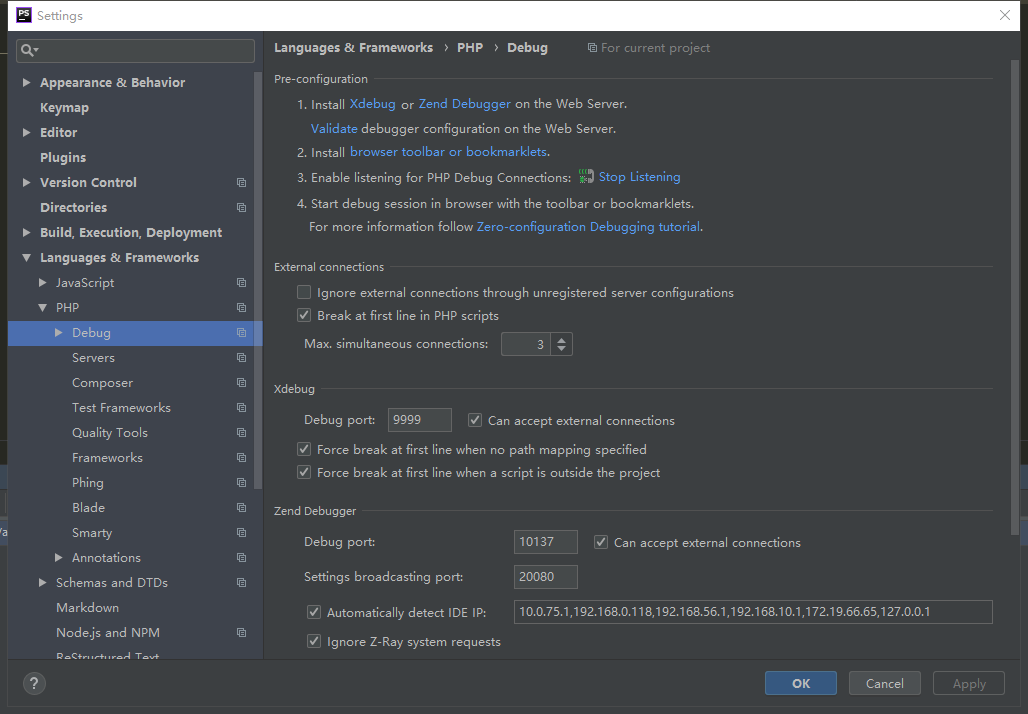 PS Settings
Appearance & Behavior
Keymap
Editor
Plugins
Version Control
Directories
Build, Execution, Deployment
Languages & Frameworks
JavaScript
PHP
Debug
Servers
Composer
Test Frameworks
Quality Tools
Frameworks
Phing
Blade
Smarty
Annotations
Schemas and DTDs
Markdown
Node.js and NPM
ReStructured Text
Languages & Frameworks › PHP › Debug For current project
Pre-configuration
1. Install Xdebug or Zend Debugger on the Web Server.
Validate debugger configuration on the Web Server.
2. Install browser toolbar or bookmarklets.
3. Enable listening for PHP Debug Connections: Stop Listening
4. Start debug session in browser with the toolbar or bookmarklets.
For more information follow Zero-configuration Debugging tutorial.
External connections
Ignore external connections through unregistered server configurations
Break at first line in PHP scripts
Max. simultaneous connections: 3
Xdebug
Debug port: 9999 Can accept external connections
Force break at first line when no path mapping specified
Force break at first line when a script is outside the project
Zend Debugger
Debug port: 10137 Can accept external connections
Settings broadcasting port: 20080
Automatically detect IDE IP: 10.0.75.1,192.168.0.118,192.168.56.1,192.168.10.1,172.19.66.65,127.0.0.1
Ignore Z-Ray system requests
? OK Cancel Apply